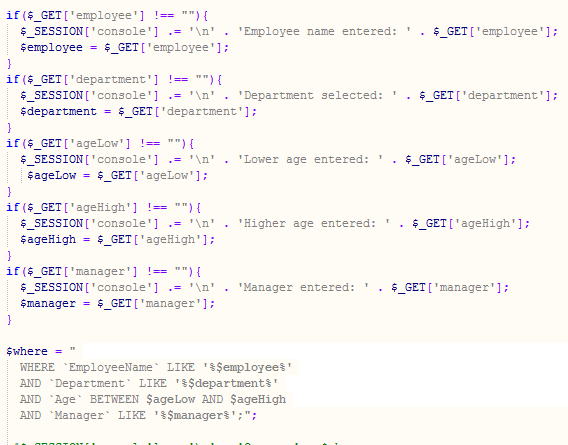 if($_GET['employee'] !== ""){
$_SESSION['console'] .= '\n' . 'Employee name entered: ' . $_GET['employee'];
$employee = $_GET['employee'];
}
if($_GET['department'] !== ""){
$_SESSION['console'] .= '\n' . 'Department selected: ' . $_GET['department'];
$department = $_GET['department'];
}
if($_GET['ageLow'] !== ""){
$_SESSION['console'] .= '\n' . 'Lower age entered: ' . $_GET['ageLow'];
$ageLow = $_GET['ageLow'];
}
if($_GET['ageHigh'] !== ""){
$_SESSION['console'] .= '\n' . 'Higher age entered: ' . $_GET['ageHigh'];
$ageHigh = $_GET['ageHigh'];
}
if($_GET['manager'] !== ""){
$_SESSION['console'] .= '\n' . 'Manager entered: ' . $_GET['manager'];
$manager = $_GET['manager'];
}
$where = "
WHERE `EmployeeName` LIKE '%$employee%'
AND `Department` LIKE '%$department%'
AND `Age` BETWEEN $ageLow AND $ageHigh
AND `Manager` LIKE '%$manager%';";